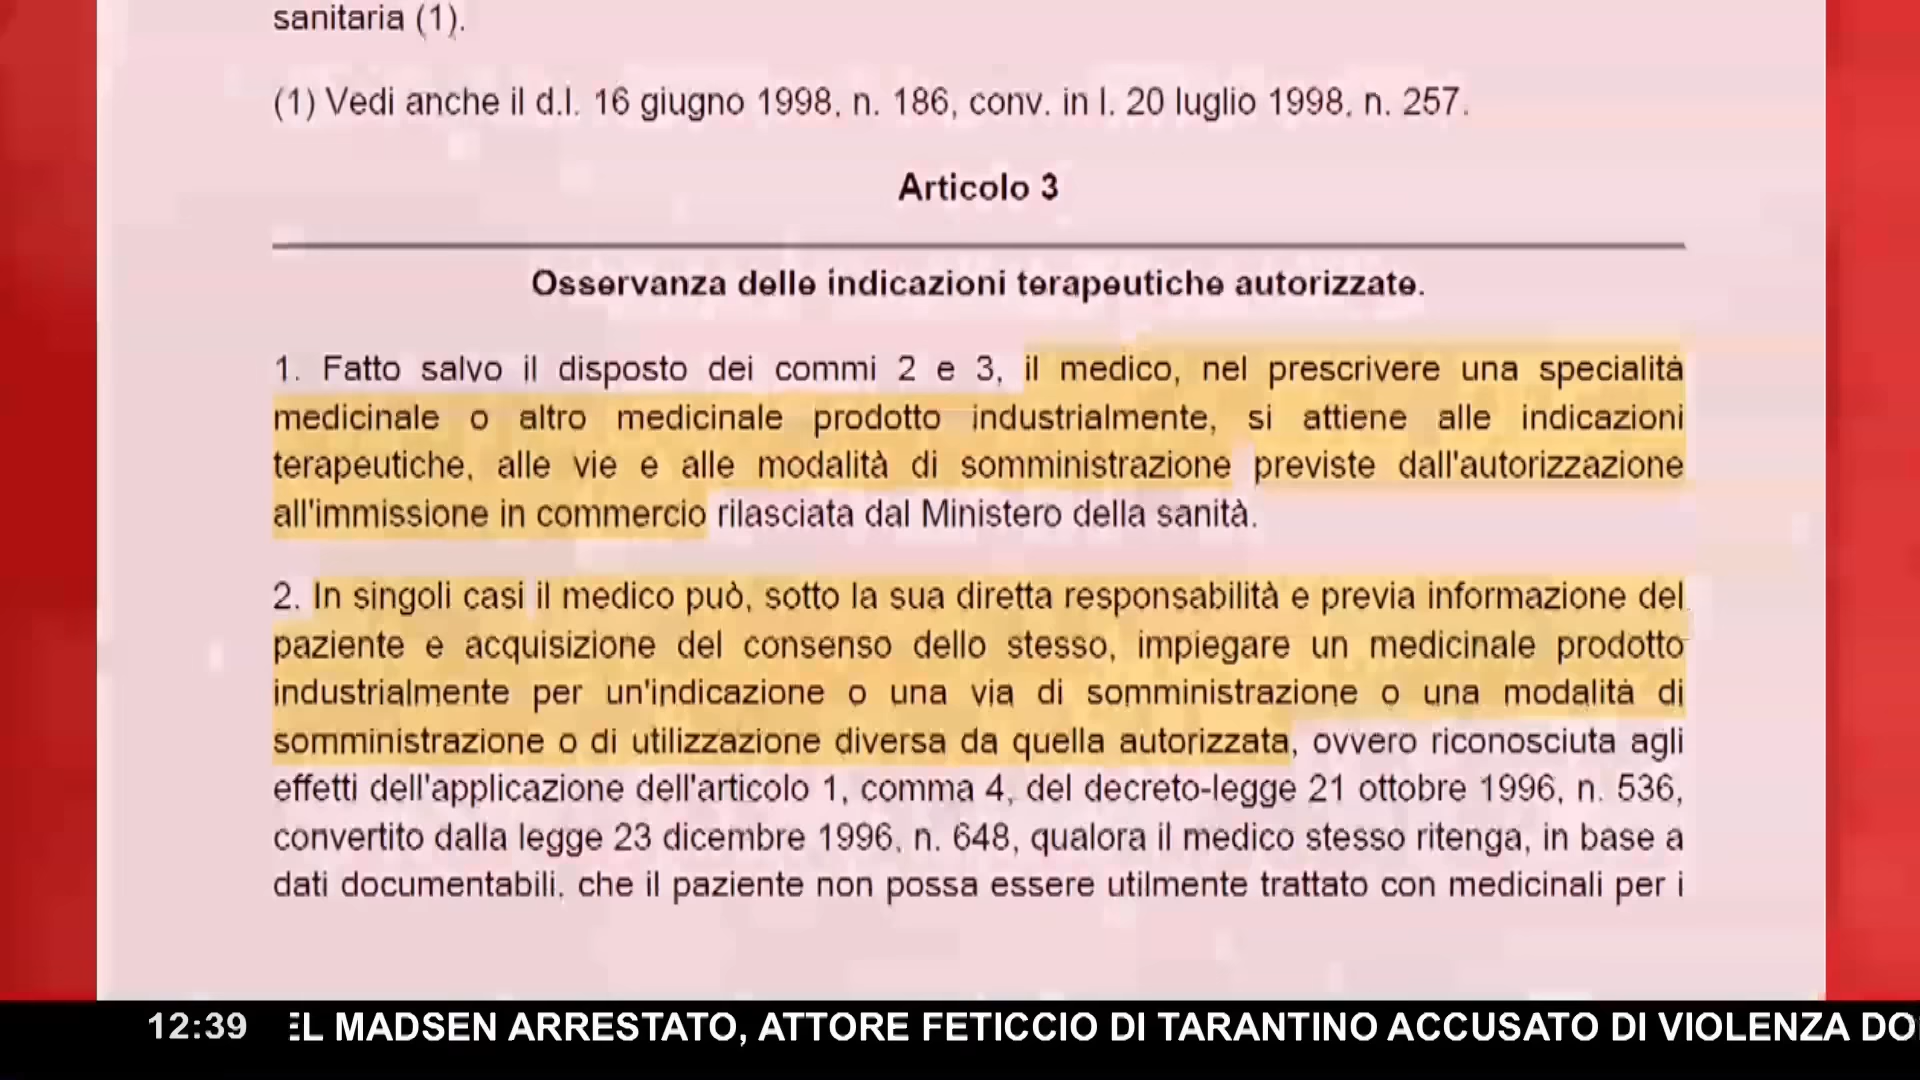 sanitaria (1).
(1) Vedi anche il d.l. 16 giugno 1998, n. 186, conv. in l. 20 luglio 1998, n. 257.
Articolo 3
Osservanza delle indicazioni terapeutiche autorizzate.
1. Fatto salvo il disposto dei commi 2 e 3, il medico, nel prescrivere una specialità
medicinale o altro medicinale prodotto industrialmente, si attiene alle indicazioni
terapeutiche, alle vie e alle modalità di somministrazione previste dall'autorizzazione
all'immissione in commercio rilasciata dal Ministero della sanità.
2. In singoli casi il medico può, sotto la sua diretta responsabilità e previa informazione del
paziente e acquisizione del consenso dello stesso, impiegare un medicinale prodotto
industrialmente per un'indicazione o una via di somministrazione o una modalità di
somministrazione o di utilizzazione diversa da quella autorizzata, ovvero riconosciuta agli
effetti dell'applicazione dell'articolo 1, comma 4, del decreto-legge 21 ottobre 1996, n. 536,
convertito dalla legge 23 dicembre 1996, n. 648, qualora il medico stesso ritenga, in base a
dati documentabili, che il paziente non possa essere utilmente trattato con medicinali per i
12:39 EL MADSEN ARRESTATO, ATTORE FETICCIO DI TARANTINO ACCUSATO DI VIOLENZA DO